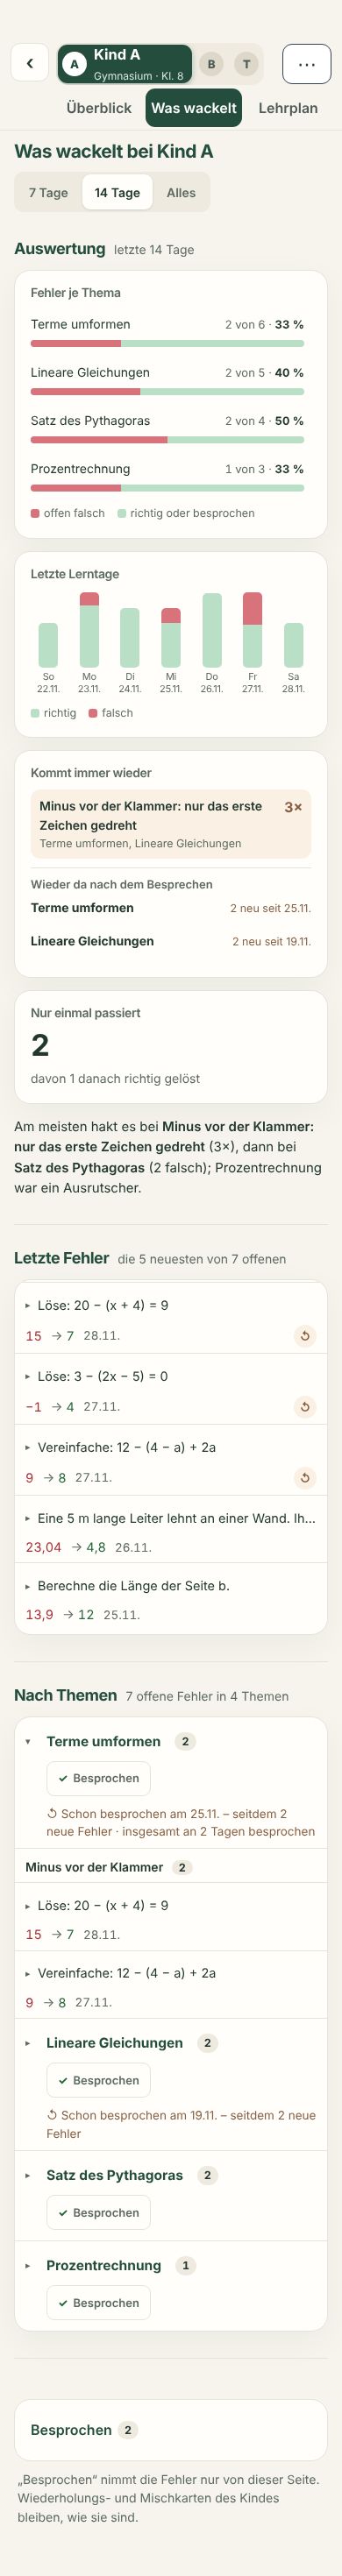 ‹
A
Kind A
Gymnasium · Kl. 8
B
T
···
Überblick
Was wackelt
Lehrplan
Was wackelt bei Kind A
7 Tage
14 Tage
Alles
Auswertung letzte 14 Tage
Fehler je Thema
Terme umformen 2 von 6 · 33 %
Lineare Gleichungen 2 von 5 · 40 %
Satz des Pythagoras 2 von 4 · 50 %
Prozentrechnung 1 von 3 · 33 %
offen falsch richtig oder besprochen
Letzte Lerntage
So Mo Di Mi Do Fr Sa
22.11. 23.11. 24.11. 25.11. 26.11. 27.11. 28.11.
richtig falsch
Kommt immer wieder
Minus vor der Klammer: nur das erste 3×
Zeichen gedreht
Terme umformen, Lineare Gleichungen
Wieder da nach dem Besprechen
Terme umformen 2 neu seit 25.11.
Lineare Gleichungen 2 neu seit 19.11.
Nur einmal passiert
2
davon 1 danach richtig gelöst
Am meisten hakt es bei Minus vor der Klammer:
nur das erste Zeichen gedreht (3×), dann bei
Satz des Pythagoras (2 falsch); Prozentrechnung
war ein Ausrutscher.
Letzte Fehler die 5 neuesten von 7 offenen
▸ Löse: 20 − (x + 4) = 9
15 → 7 28.11. ↺
▸ Löse: 3 − (2x − 5) = 0
−1 → 4 27.11. ↺
▸ Vereinfache: 12 − (4 − a) + 2a
9 → 8 27.11. ↺
▸ Eine 5 m lange Leiter lehnt an einer Wand. Ih...
23,04 → 4,8 26.11.
▸ Berechne die Länge der Seite b.
13,9 → 12 25.11.
Nach Themen 7 offene Fehler in 4 Themen
▾ Terme umformen 2
✓ Besprochen
↺ Schon besprochen am 25.11. – seitdem 2
neue Fehler · insgesamt an 2 Tagen besprochen
Minus vor der Klammer 2
▸ Löse: 20 − (x + 4) = 9
15 → 7 28.11.
▸ Vereinfache: 12 − (4 − a) + 2a
9 → 8 27.11.
▸ Lineare Gleichungen 2
✓ Besprochen
↺ Schon besprochen am 19.11. – seitdem 2 neue
Fehler
▸ Satz des Pythagoras 2
✓ Besprochen
▸ Prozentrechnung 1
✓ Besprochen
Besprochen 2
„Besprochen“ nimmt die Fehler nur von dieser Seite.
Wiederholungs- und Mischkarten des Kindes
bleiben, wie sie sind.